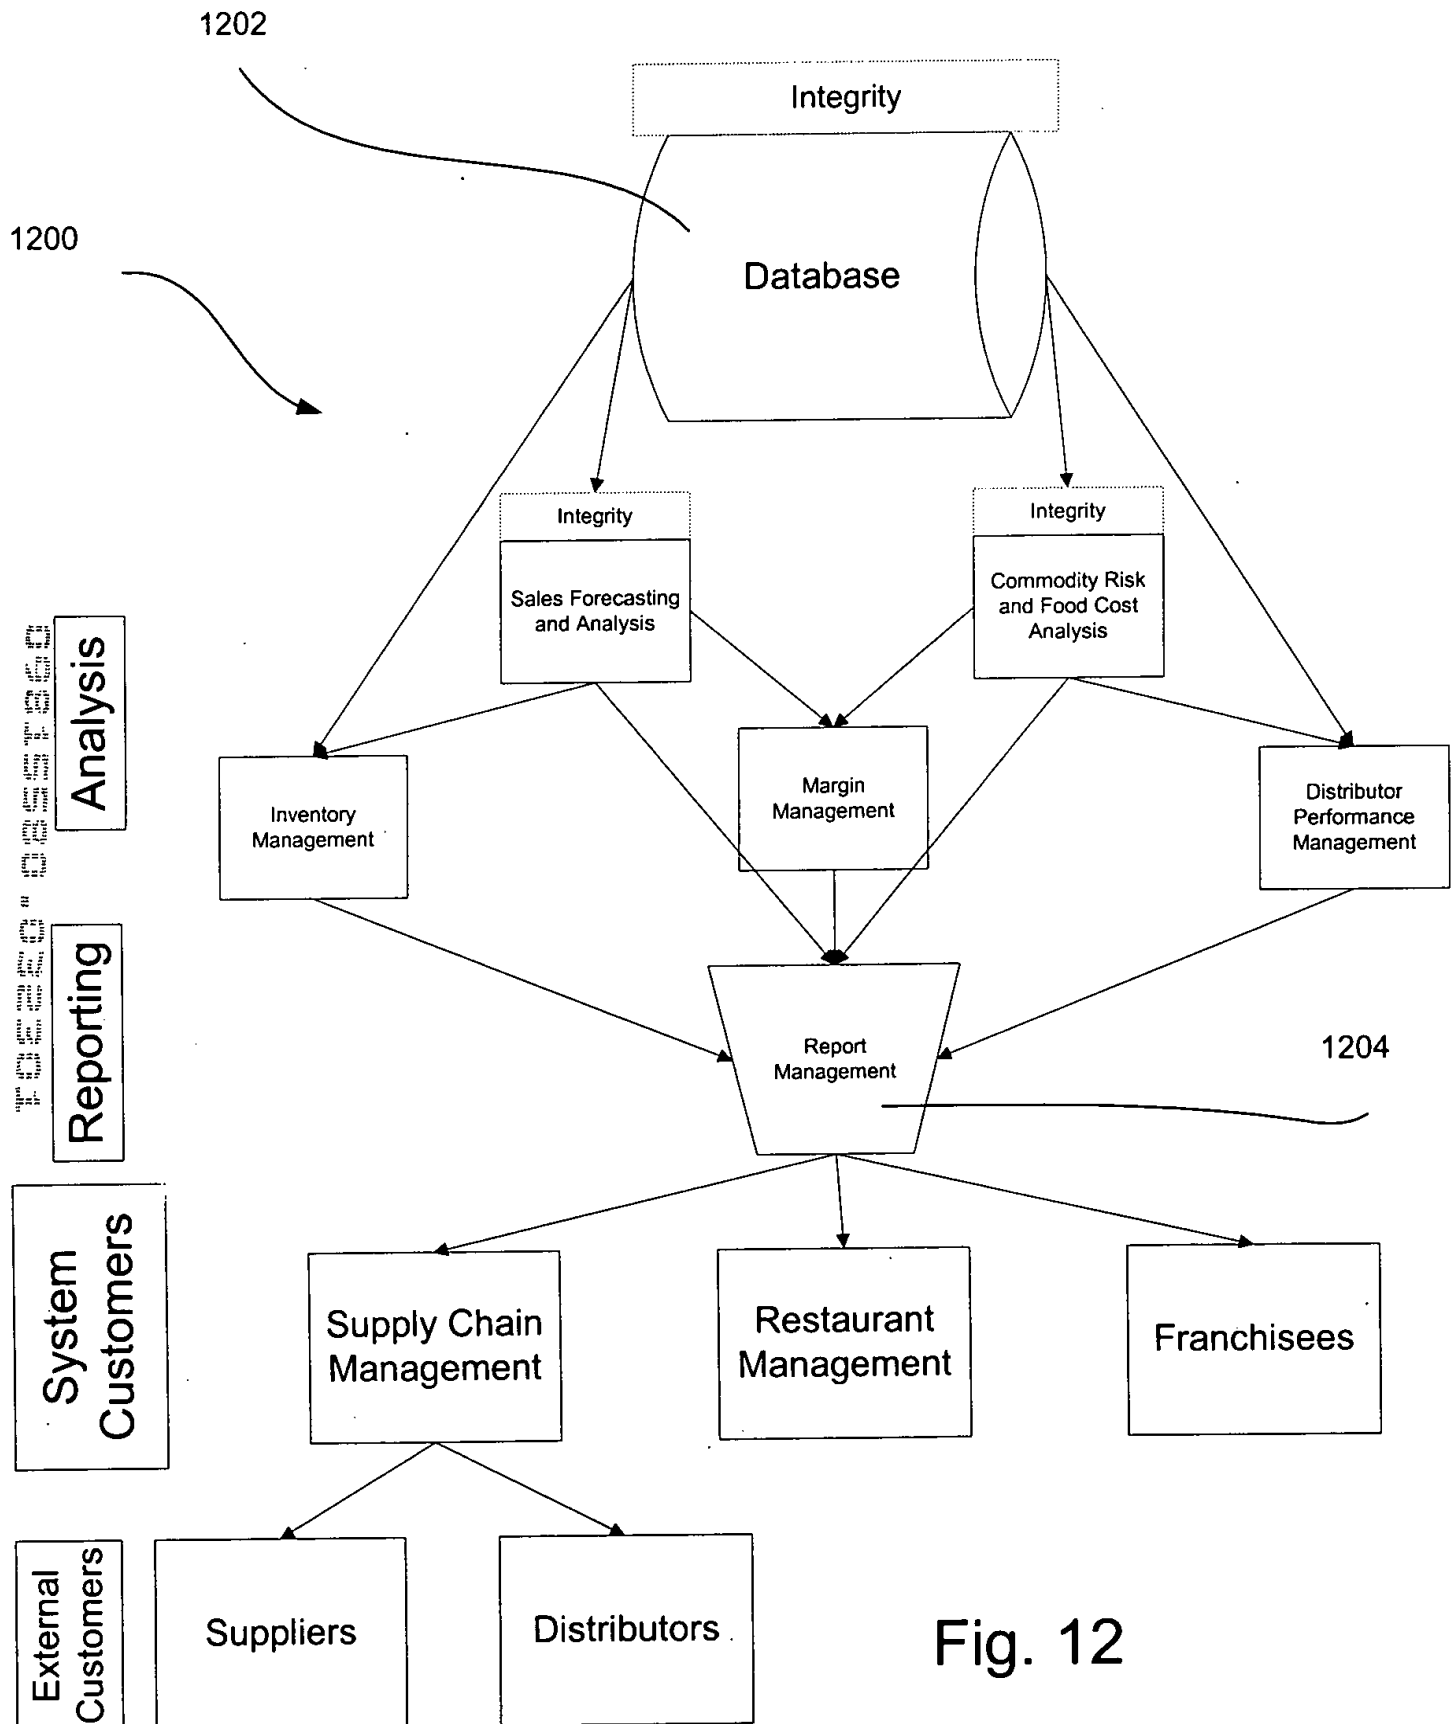 1202
Integrity
1200
Database
Integrity
Integrity
Sales Forecasting
and Analysis
Commodity Risk
and Food Cost
Analysis
Analysis
Inventory
Management
Margin
Management
Distributor
Performance
Management
Reporting
Report
Management
1204
System
Customers
Supply Chain
Management
Restaurant
Management
Franchisees
External
Customers
Suppliers
Distributors
Fig. 12